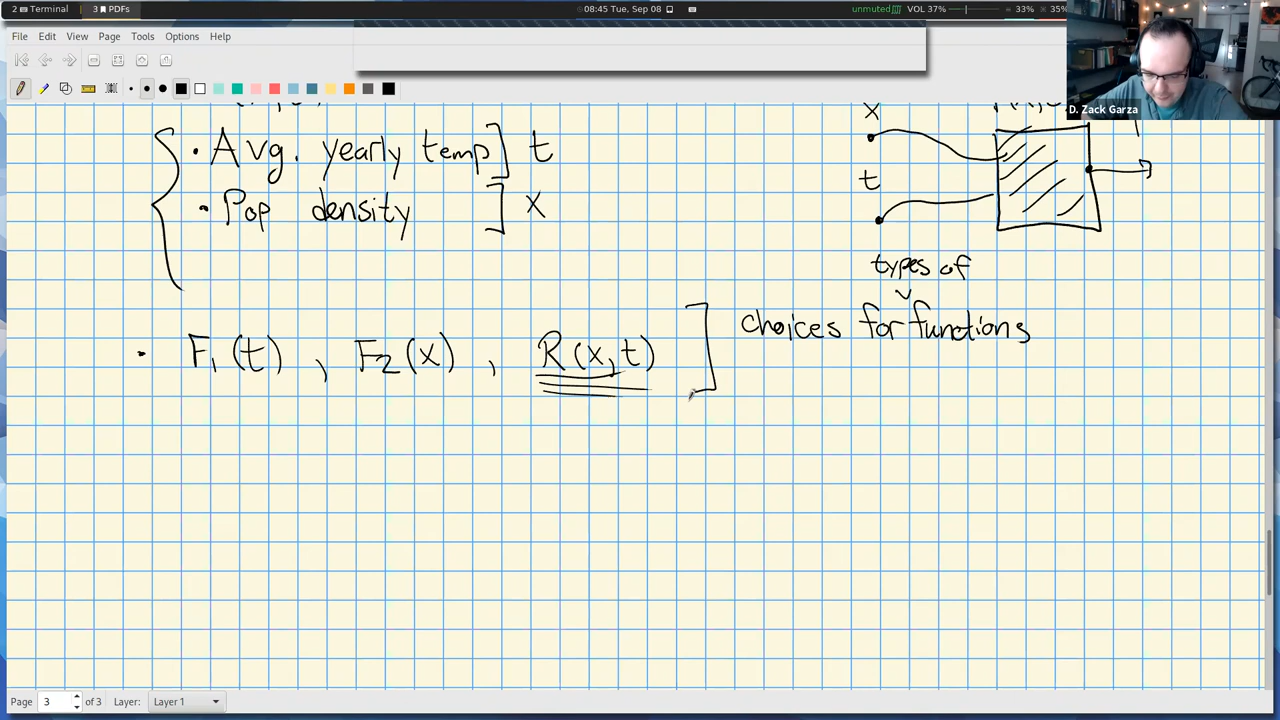 2 Terminal 3 PDFs 08:45 Tue, Sep 08 unmuted VOL 37% 33% 35%
File Edit View Page Tools Options Help
D. Zack Garza
• Avg. yearly temp ] t
• Pop density ] x
x
t
types of
choices for functions
• F₁(t) , F₂(x) , R(x,t)
Page 3 of 3 Layer: Layer 1